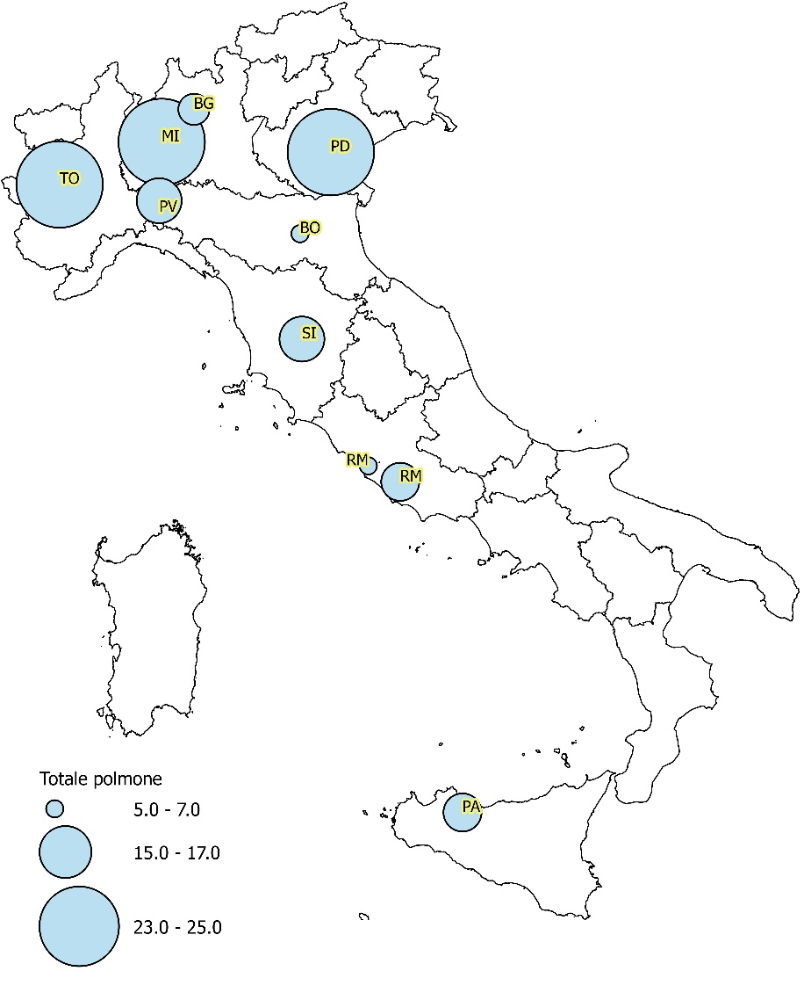 BG
MI
PD
TO
PV
BO
SI
RM
RM
PA
Totale polmone
5.0 - 7.0
15.0 - 17.0
23.0 - 25.0